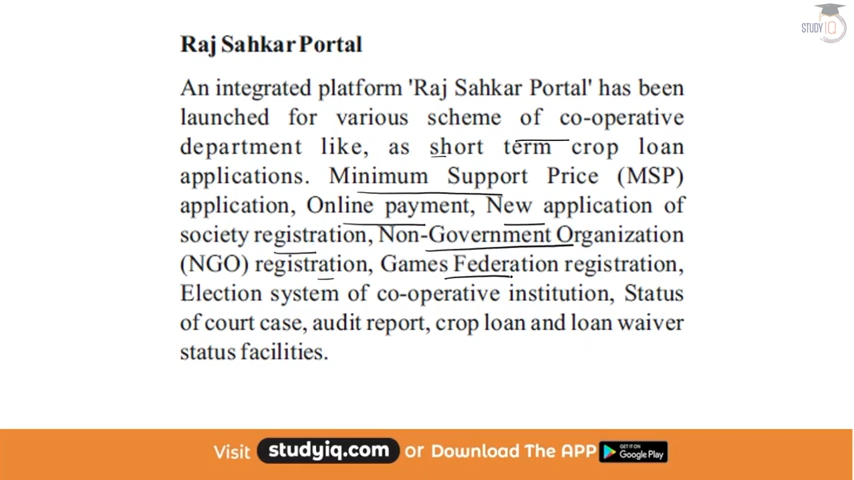 STUDY IQ
Raj Sahkar Portal
An integrated platform 'Raj Sahkar Portal' has been
launched for various scheme of co-operative
department like, as short term crop loan
applications. Minimum Support Price (MSP)
application, Online payment, New application of
society registration, Non-Government Organization
(NGO) registration, Games Federation registration,
Election system of co-operative institution, Status
of court case, audit report, crop loan and loan waiver
status facilities.
Visit studyiq.com or Download The APP GET IT ON Google Play